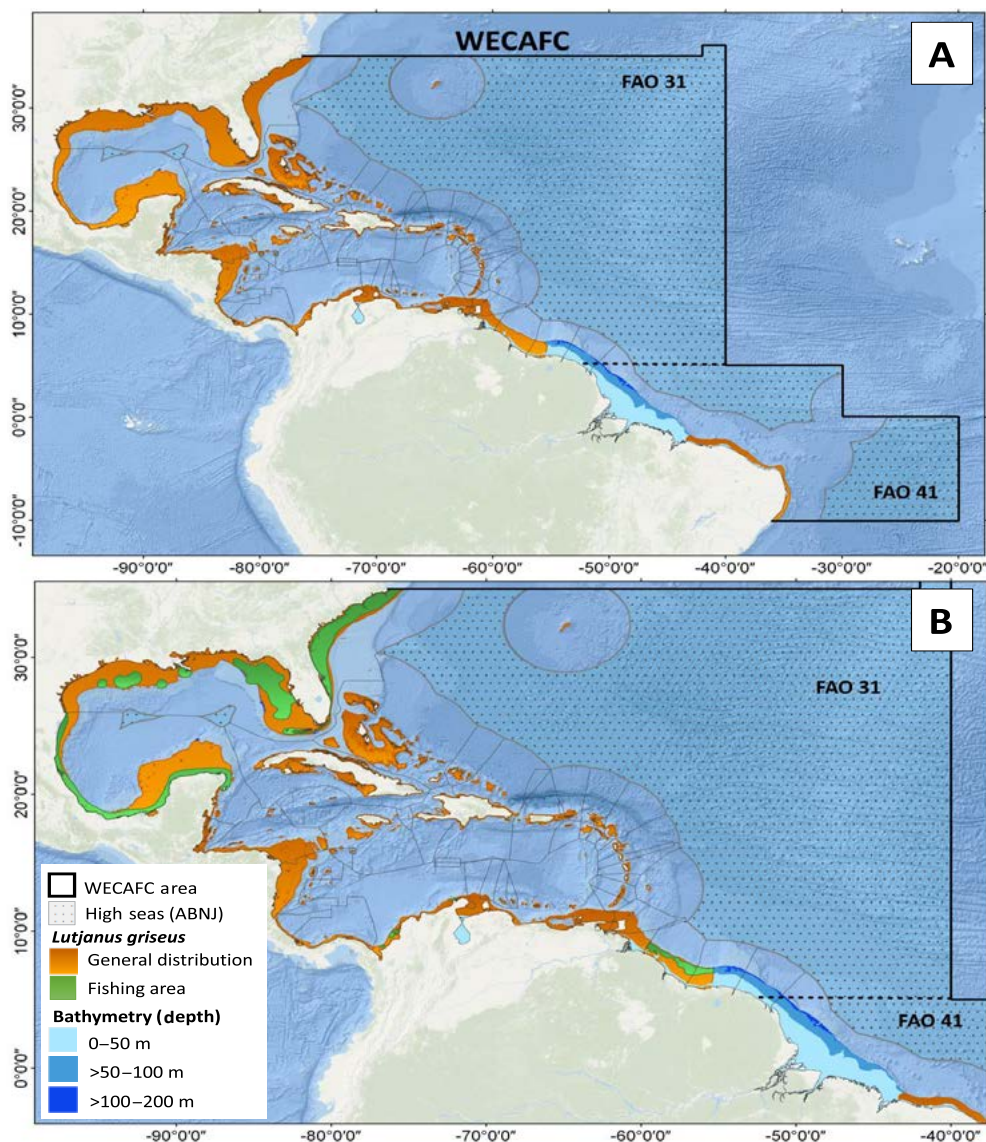 WECAFC
A
FAO 31
FAO 41
30°0'0"
20°0'0"
10°0'0"
0°0'0"
-10°0'0"
-90°0'0"
-80°0'0"
-70°0'0"
-60°0'0"
-50°0'0"
-40°0'0"
-30°0'0"
-20°0'0"
B
FAO 31
FAO 41
30°0'0"
20°0'0"
10°0'0"
0°0'0"
WECAFC area
High seas (ABNJ)
Lutjanus griseus
General distribution
Fishing area
Bathymetry (depth)
0–50 m
>50–100 m
>100–200 m
-90°0'0"
-80°0'0"
-70°0'0"
-60°0'0"
-50°0'0"
-40°0'0"